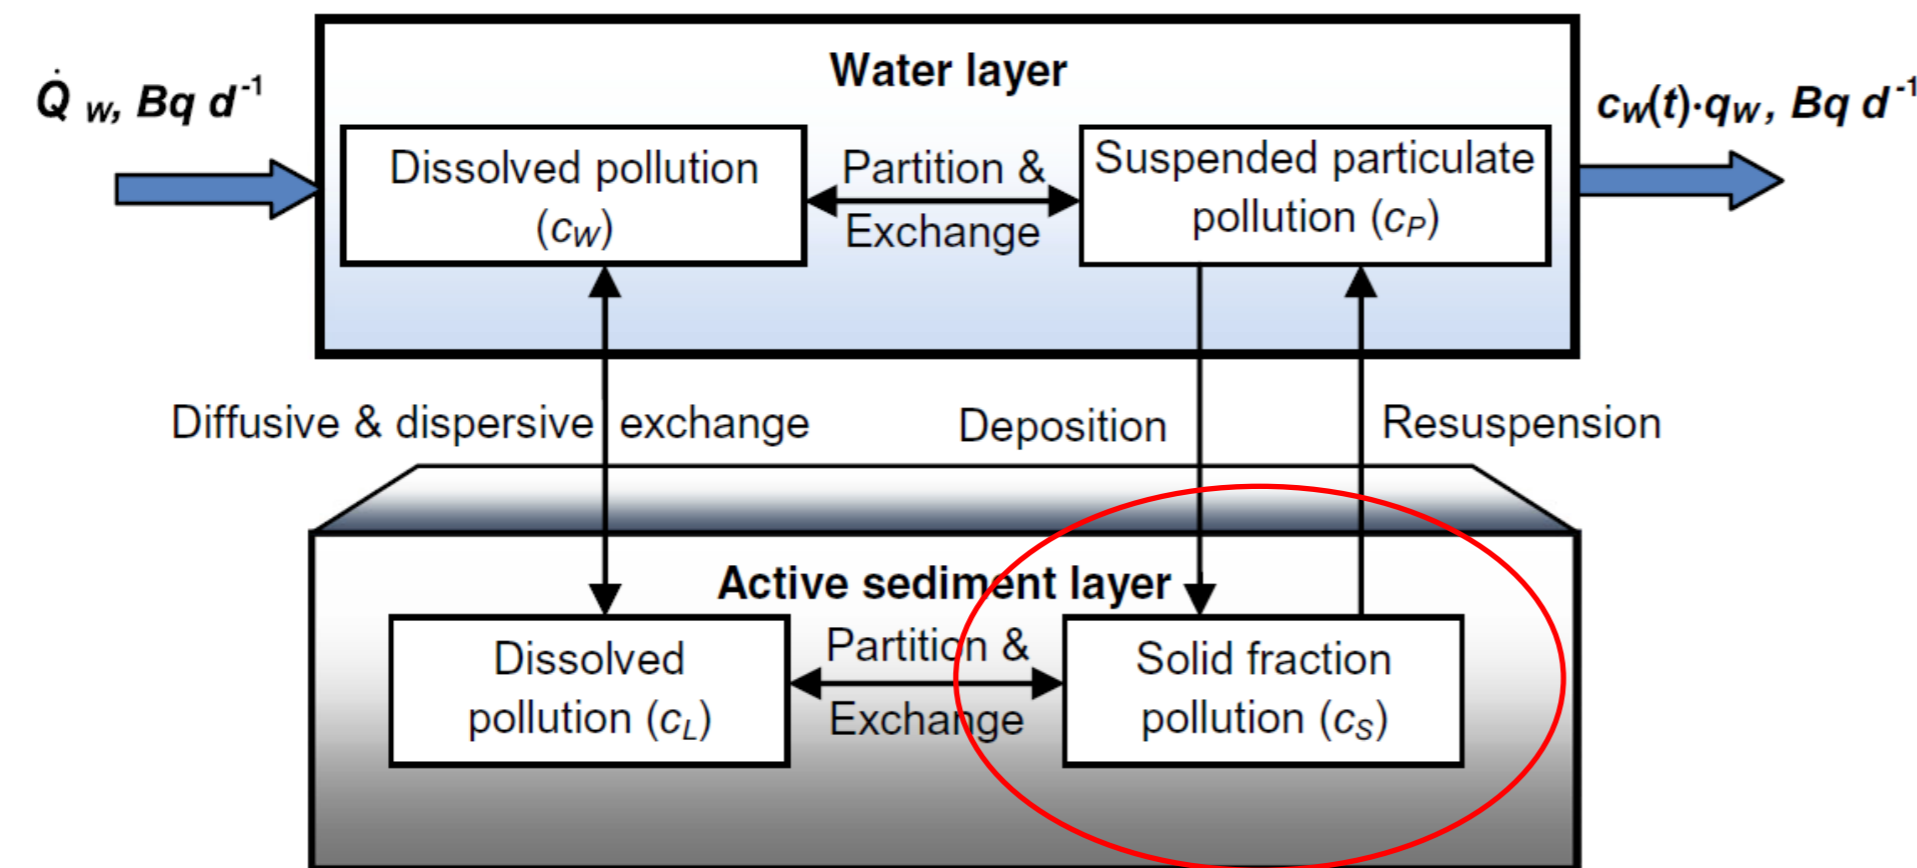 Water layer
Q̇ W, Bq d⁻¹
cW(t)·qW, Bq d⁻¹
Dissolved pollution
(cW)
Partition &
Exchange
Suspended particulate
pollution (cP)
Diffusive & dispersive exchange
Deposition
Resuspension
Active sediment layer
Dissolved
pollution (cL)
Partition &
Exchange
Solid fraction
pollution (cS)